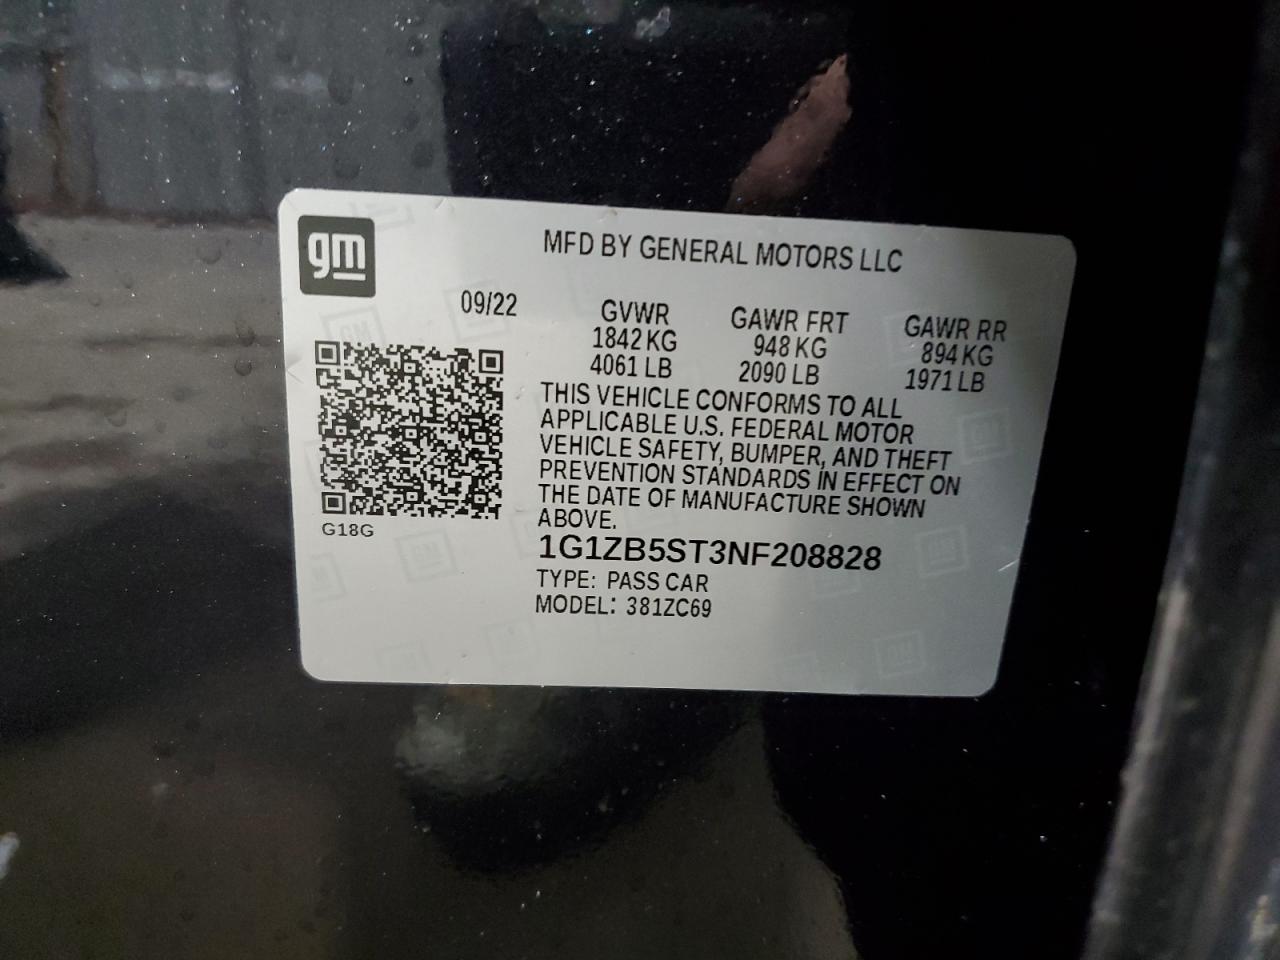 gm
MFD BY GENERAL MOTORS LLC
09/22 GVWR GAWR FRT GAWR RR
1842 KG 948 KG 894 KG
4061 LB 2090 LB 1971 LB
THIS VEHICLE CONFORMS TO ALL
APPLICABLE U.S. FEDERAL MOTOR
VEHICLE SAFETY, BUMPER, AND THEFT
PREVENTION STANDARDS IN EFFECT ON
THE DATE OF MANUFACTURE SHOWN
ABOVE.
G18G
1G1ZB5ST3NF208828
TYPE: PASS CAR
MODEL: 381ZC69